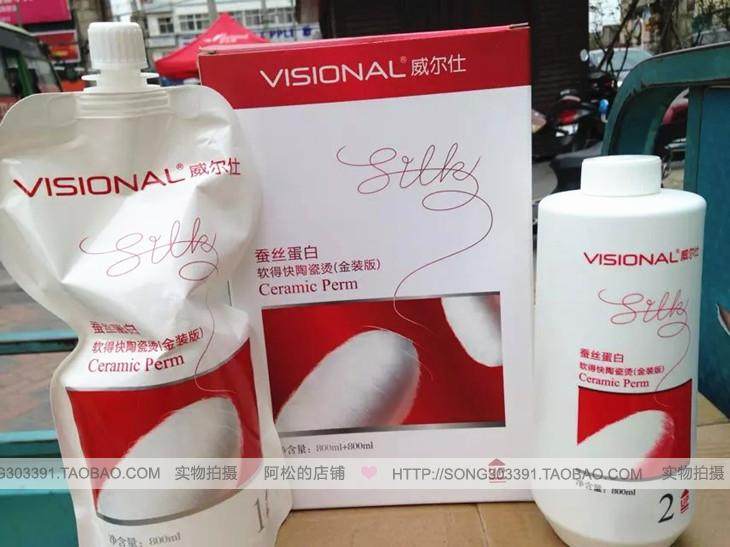 VISIONAL® 威尔仕
silk
蚕丝蛋白
软得快陶瓷烫(金装版)
Ceramic Perm
1
净含量: 800ml
VISIONAL® 威尔仕
silk
蚕丝蛋白
软得快陶瓷烫(金装版)
Ceramic Perm
净含量: 800ml+800ml
VISIONAL® 威尔仕
silk
蚕丝蛋白
软得快陶瓷烫(金装版)
Ceramic Perm
净含量: 800ml
2
G303391.TAOBAO.COM 实物拍摄 阿松的店铺 HTTP://SONG303391.TAOBAO.COM 实物拍摄